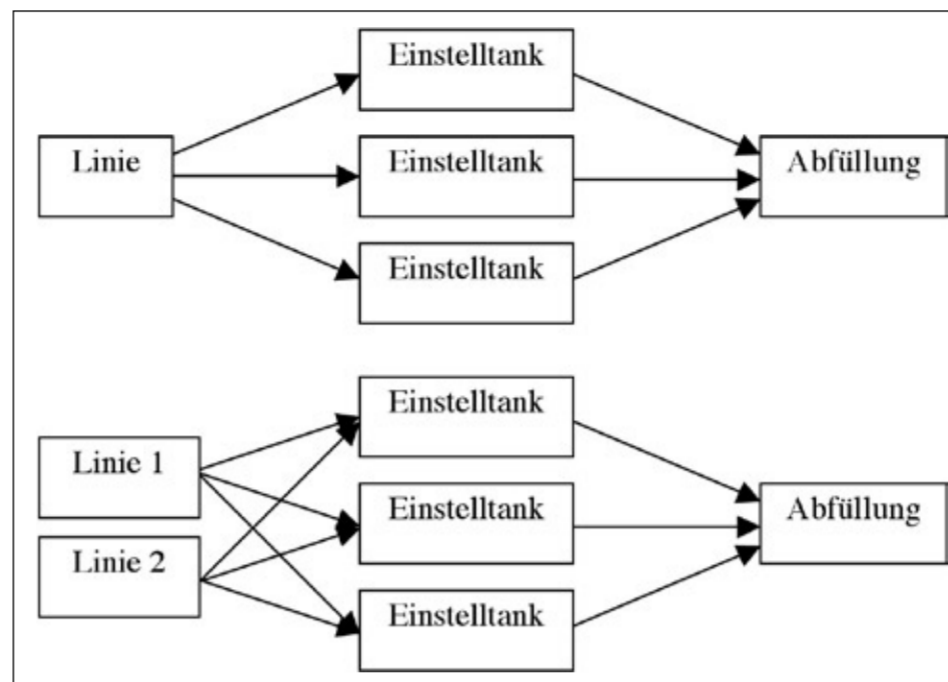 Einstelltank
Linie
Einstelltank
Abfüllung
Einstelltank
Einstelltank
Linie 1
Einstelltank
Abfüllung
Linie 2
Einstelltank